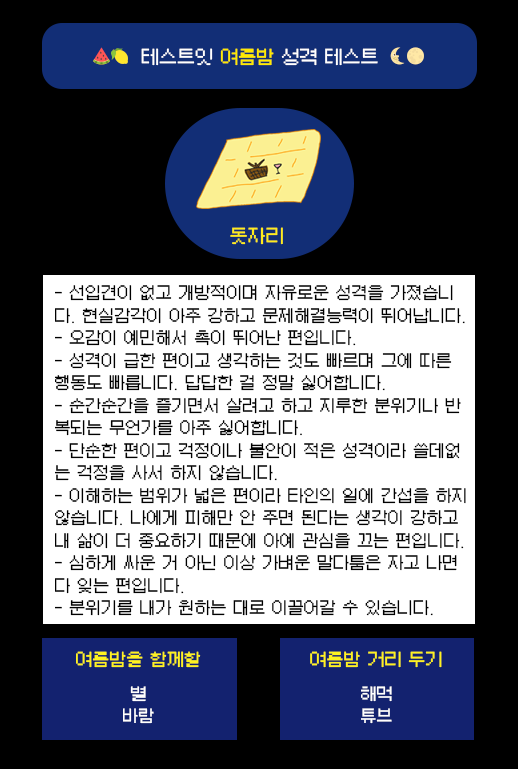 테스트잇 여름밤 성격 테스트
돗자리
- 선입견이 없고 개방적이며 자유로운 성격을 가졌습니
다. 현실감각이 아주 강하고 문제해결능력이 뛰어납니다.
- 오감이 예민해서 촉이 뛰어난 편입니다.
- 성격이 급한 편이고 생각하는 것도 빠르며 그에 따른
행동도 빠릅니다. 답답한 걸 정말 싫어합니다.
- 순간순간을 즐기면서 살려고 하고 지루한 분위기나 반
복되는 무언가를 아주 싫어합니다.
- 단순한 편이고 걱정이나 불안이 적은 성격이라 쓸데없
는 걱정을 사서 하지 않습니다.
- 이해하는 범위가 넓은 편이라 타인의 일에 간섭을 하지
않습니다. 나에게 피해만 안 주면 된다는 생각이 강하고
내 삶이 더 중요하기 때문에 아예 관심을 끄는 편입니다.
- 심하게 싸운 거 아닌 이상 가벼운 말다툼은 자고 나면
다 잊는 편입니다.
- 분위기를 내가 원하는 대로 이끌어갈 수 있습니다.
여름밤을 함께할
별
바람
여름밤 거리 두기
해먹
튜브